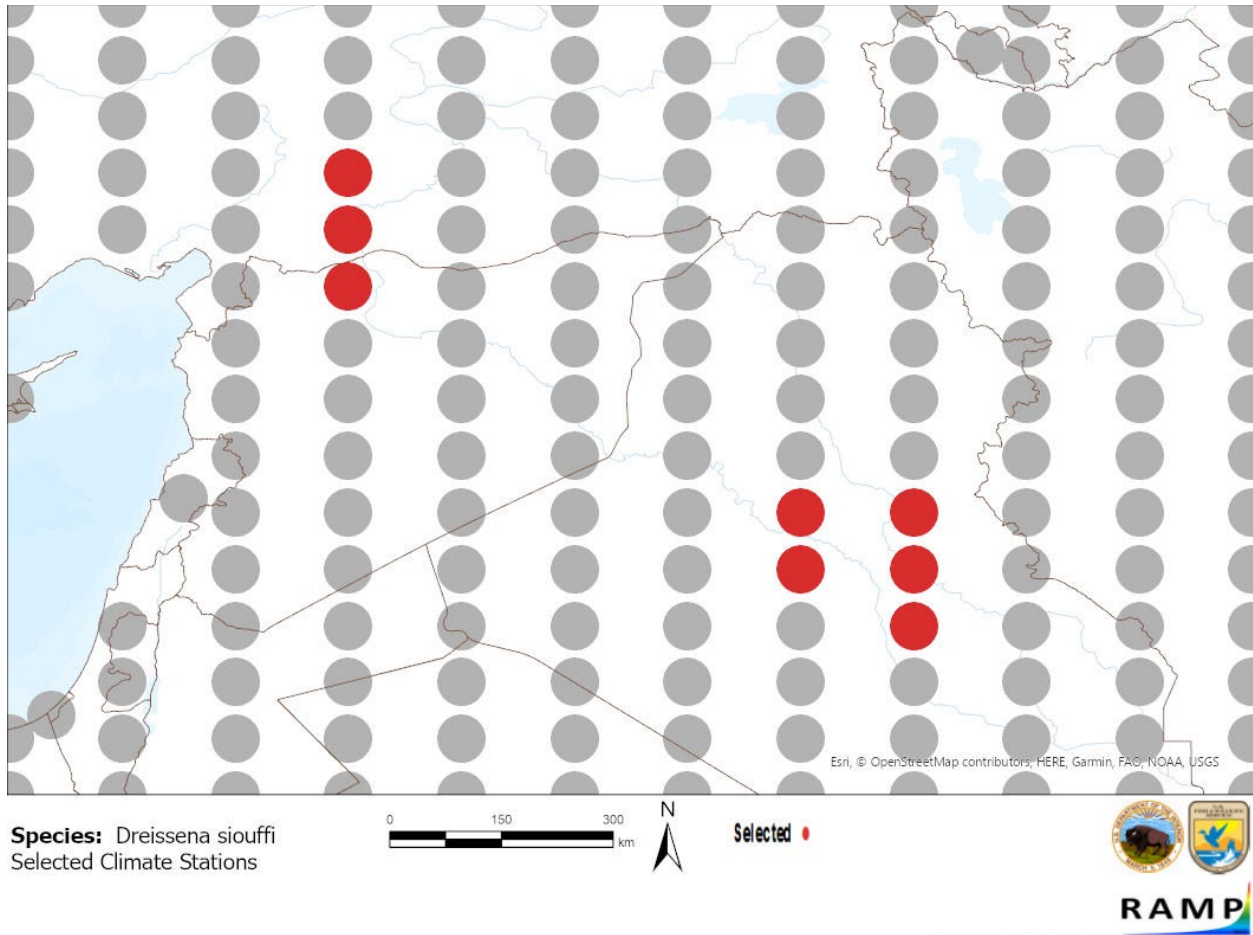 Esri, © OpenStreetMap contributors, HERE, Garmin, FAO, NOAA, USGS
Species: Dreissena siouffi
Selected Climate Stations
0 150 300
km
N
Selected
RAMP